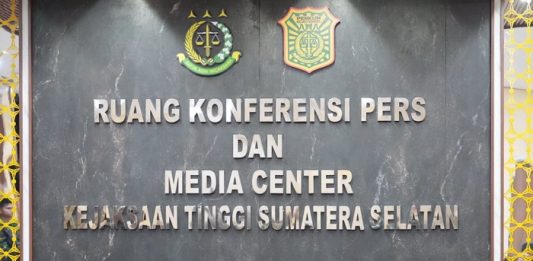 RUANG KONFERENSI PERS
DAN
MEDIA CENTER
KEJAKSAAN TINGGI SUMATERA SELATAN